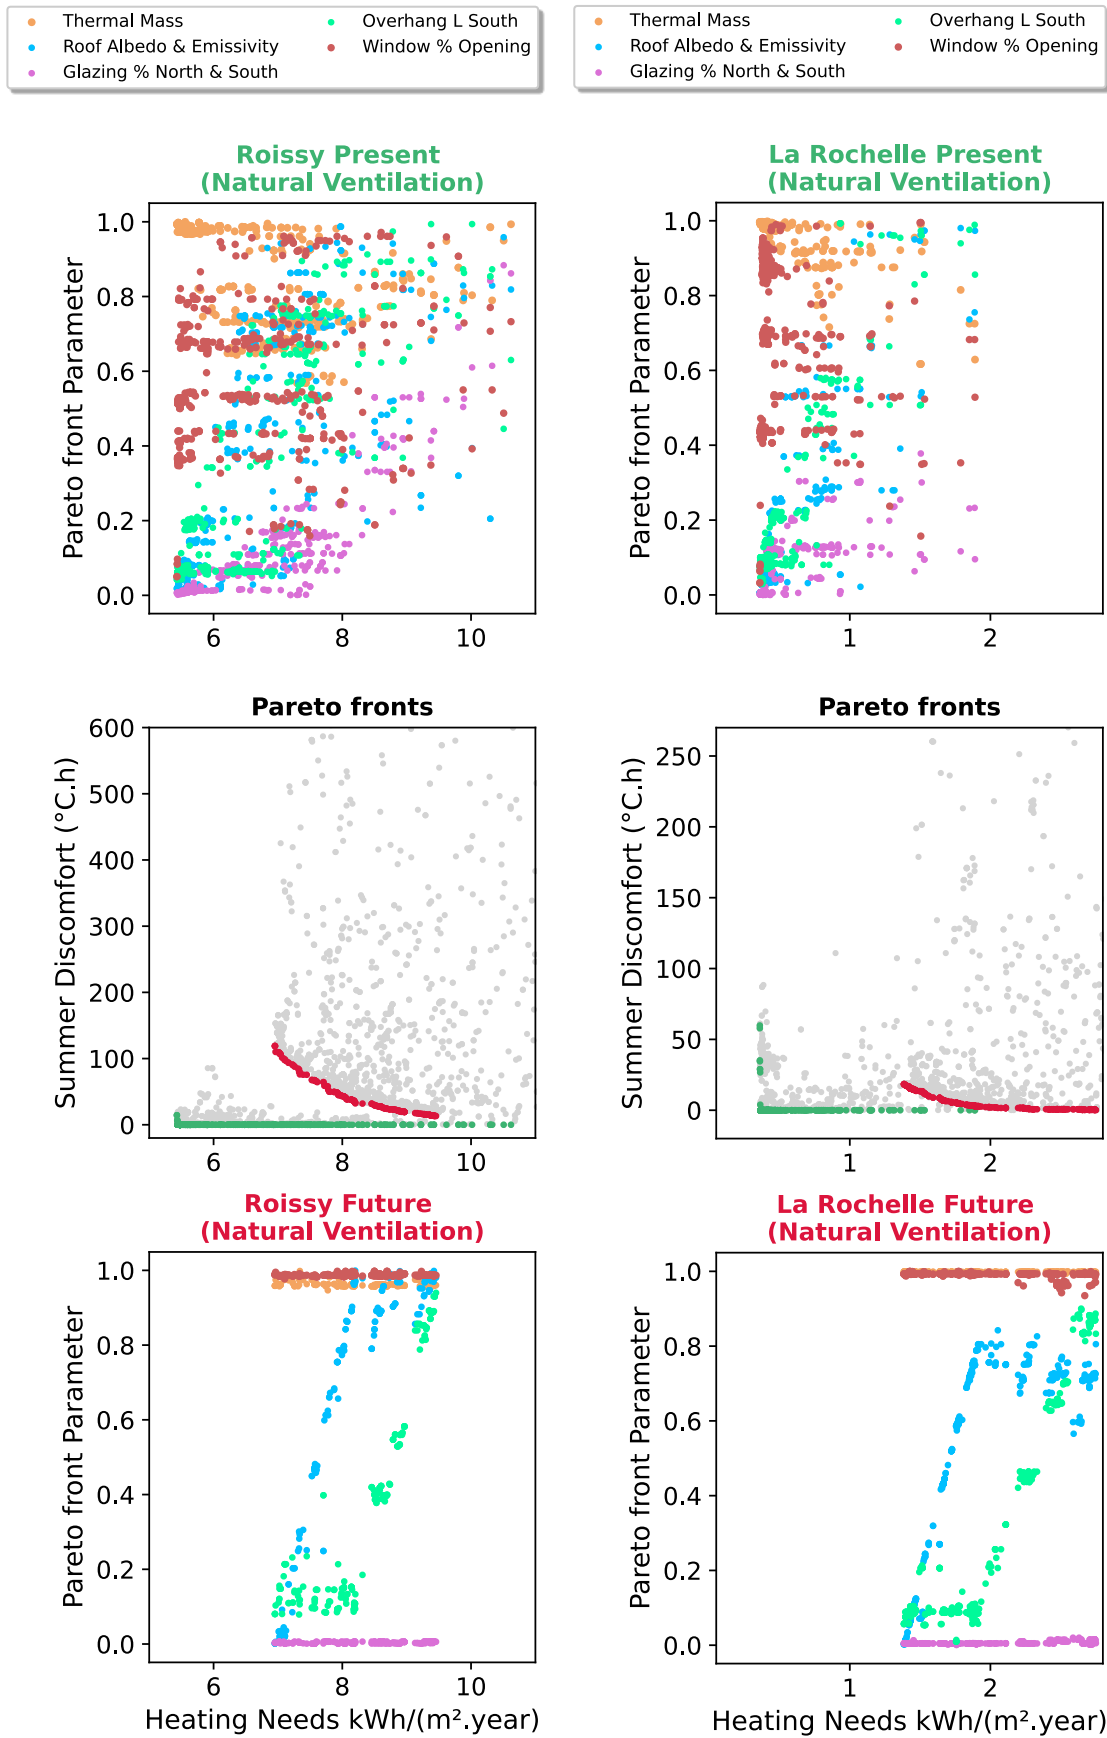 Thermal Mass
Roof Albedo & Emissivity
Glazing % North & South
Overhang L South
Window % Opening
Thermal Mass
Roof Albedo & Emissivity
Glazing % North & South
Overhang L South
Window % Opening
Roissy Present
(Natural Ventilation)
Pareto front Parameter
1.0
0.8
0.6
0.4
0.2
0.0
6 8 10
La Rochelle Present
(Natural Ventilation)
Pareto front Parameter
1.0
0.8
0.6
0.4
0.2
0.0
1 2
Pareto fronts
Summer Discomfort (°C.h)
600
500
400
300
200
100
0
6 8 10
Pareto fronts
Summer Discomfort (°C.h)
250
200
150
100
50
0
1 2
Roissy Future
(Natural Ventilation)
Pareto front Parameter
1.0
0.8
0.6
0.4
0.2
0.0
6 8 10
Heating Needs kWh/(m².year)
La Rochelle Future
(Natural Ventilation)
Pareto front Parameter
1.0
0.8
0.6
0.4
0.2
0.0
1 2
Heating Needs kWh/(m².year)